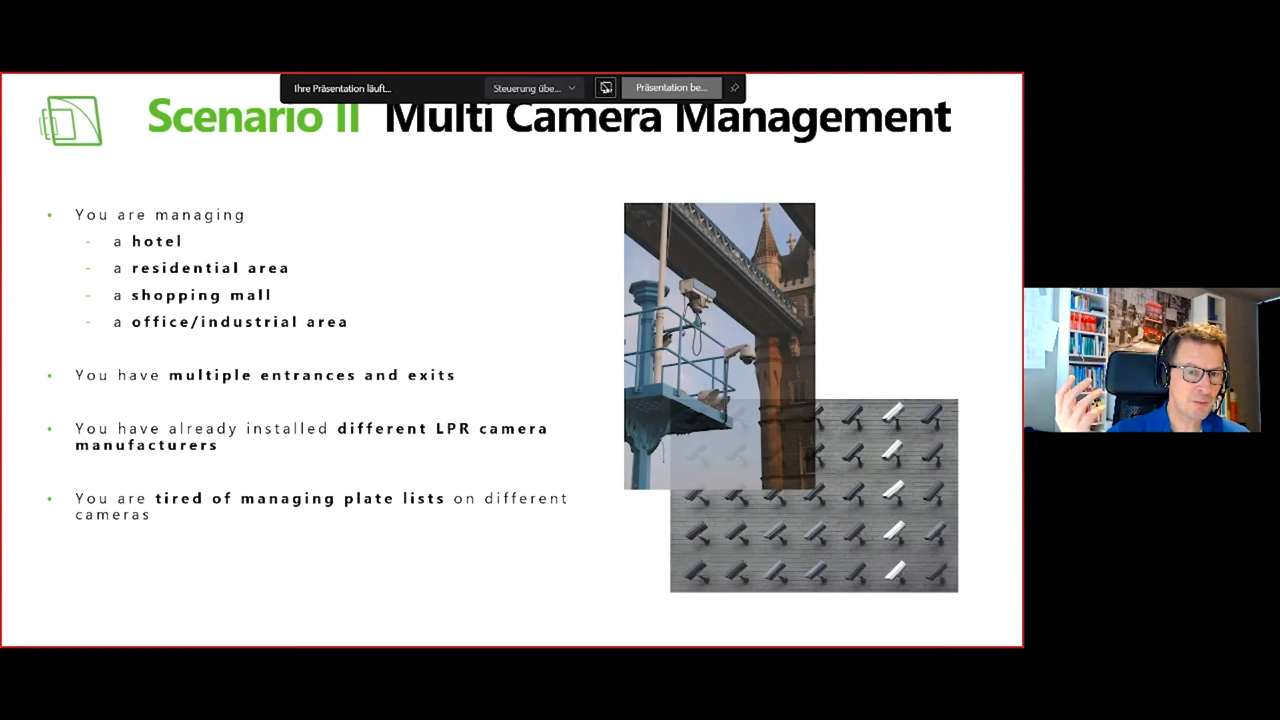 Ihre Präsentation läuft...
Steuerung übe...
Präsentation be...
Scenario II Multi Camera Management
• You are managing
- a hotel
- a residential area
- a shopping mall
- a office/industrial area
• You have multiple entrances and exits
• You have already installed different LPR camera
manufacturers
• You are tired of managing plate lists on different
cameras